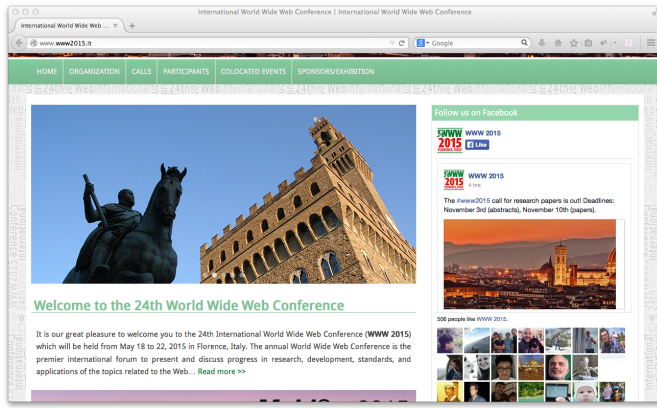 International World Wide Web Conference | International World Wide Web Conference
International World Wide Web ...
www.www2015.it
Google
HOME
ORGANIZATION
CALLS
PARTICIPANTS
COLOCATED EVENTS
SPONSORS/EXHIBITION
Follow us on Facebook
WWW
2015
WWW 2015
Like
WWW
2015
WWW 2015
4 hrs
The #www2015 call for research papers is out! Deadlines:
November 3rd (abstracts), November 10th (papers).
Welcome to the 24th World Wide Web Conference
It is our great pleasure to welcome you to the 24th International World Wide Web Conference (WWW 2015)
which will be held from May 18 to 22, 2015 in Florence, Italy. The annual World Wide Web Conference is the
premier international forum to present and discuss progress in research, development, standards, and
applications of the topics related to the Web... Read more >>
506 people like WWW 2015.